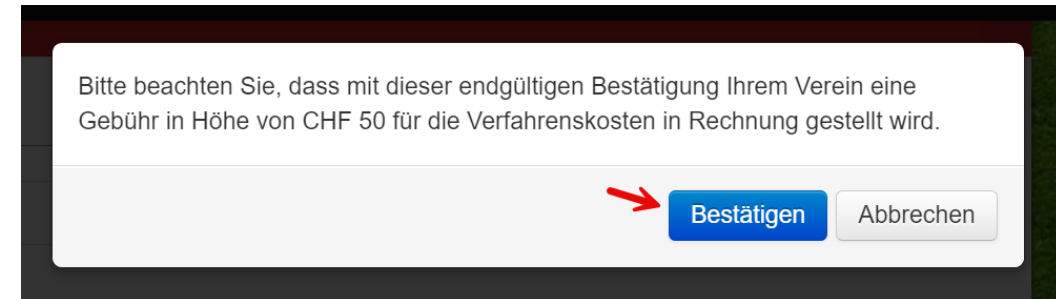 Bitte beachten Sie, dass mit dieser endgültigen Bestätigung Ihrem Verein eine
Gebühr in Höhe von CHF 50 für die Verfahrenskosten in Rechnung gestellt wird.
Bestätigen Abbrechen